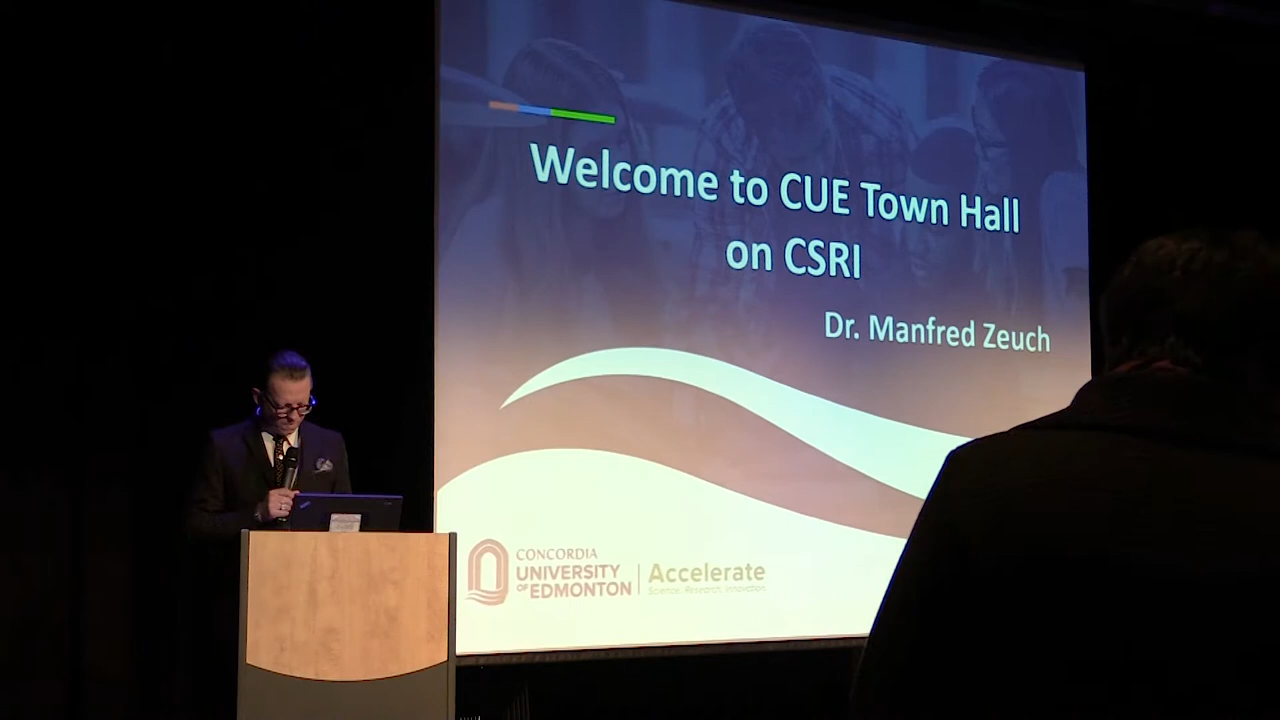 Welcome to CUE Town Hall
on CSRI
Dr. Manfred Zeuch
CONCORDIA
UNIVERSITY
OF EDMONTON
Accelerate
Science. Research. Innovation.